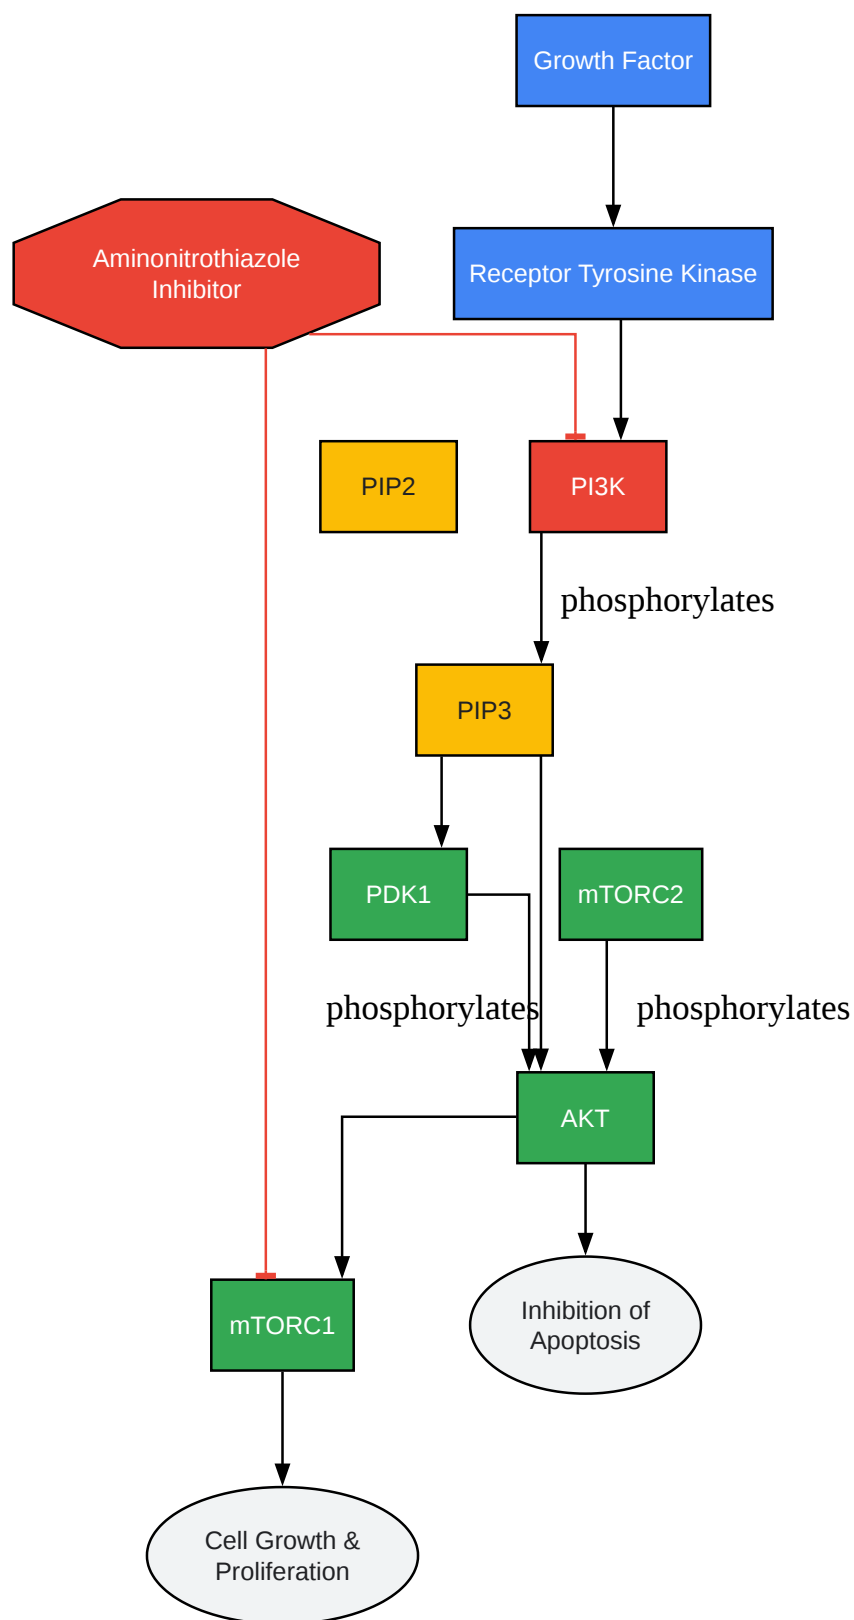 Growth Factor
Aminonitrothiazole
Inhibitor
Receptor Tyrosine Kinase
PIP2
PI3K
phosphorylates
PIP3
PDK1
mTORC2
phosphorylates
phosphorylates
AKT
mTORC1
Inhibition of
Apoptosis
Cell Growth &
Proliferation